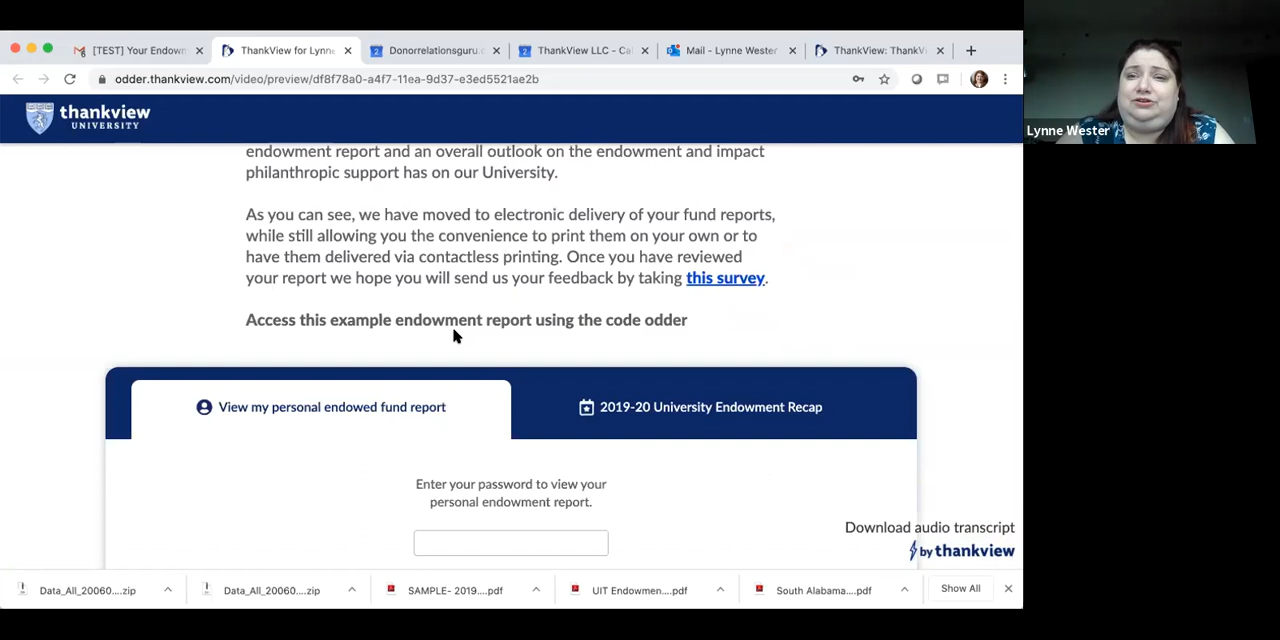 [TEST] Your Endown
ThankView for Lynne
Donorrelationsguru.c
ThankView LLC - Cal
Mail - Lynne Wester
ThankView: ThankV
odder.thankview.com/video/preview/df8f78a0-a4f7-11ea-9d37-e3ed5521ae2b
Lynne Wester
thankview
UNIVERSITY
endowment report and an overall outlook on the endowment and impact
philanthropic support has on our University.
As you can see, we have moved to electronic delivery of your fund reports,
while still allowing you the convenience to print them on your own or to
have them delivered via contactless printing. Once you have reviewed
your report we hope you will send us your feedback by taking this survey.
Access this example endowment report using the code odder
View my personal endowed fund report
2019-20 University Endowment Recap
Enter your password to view your
personal endowment report.
Download audio transcript
by thankview
Data_All_20060....zip
Data_All_20060....zip
SAMPLE- 2019....pdf
UIT Endowmen....pdf
South Alabama....pdf
Show All